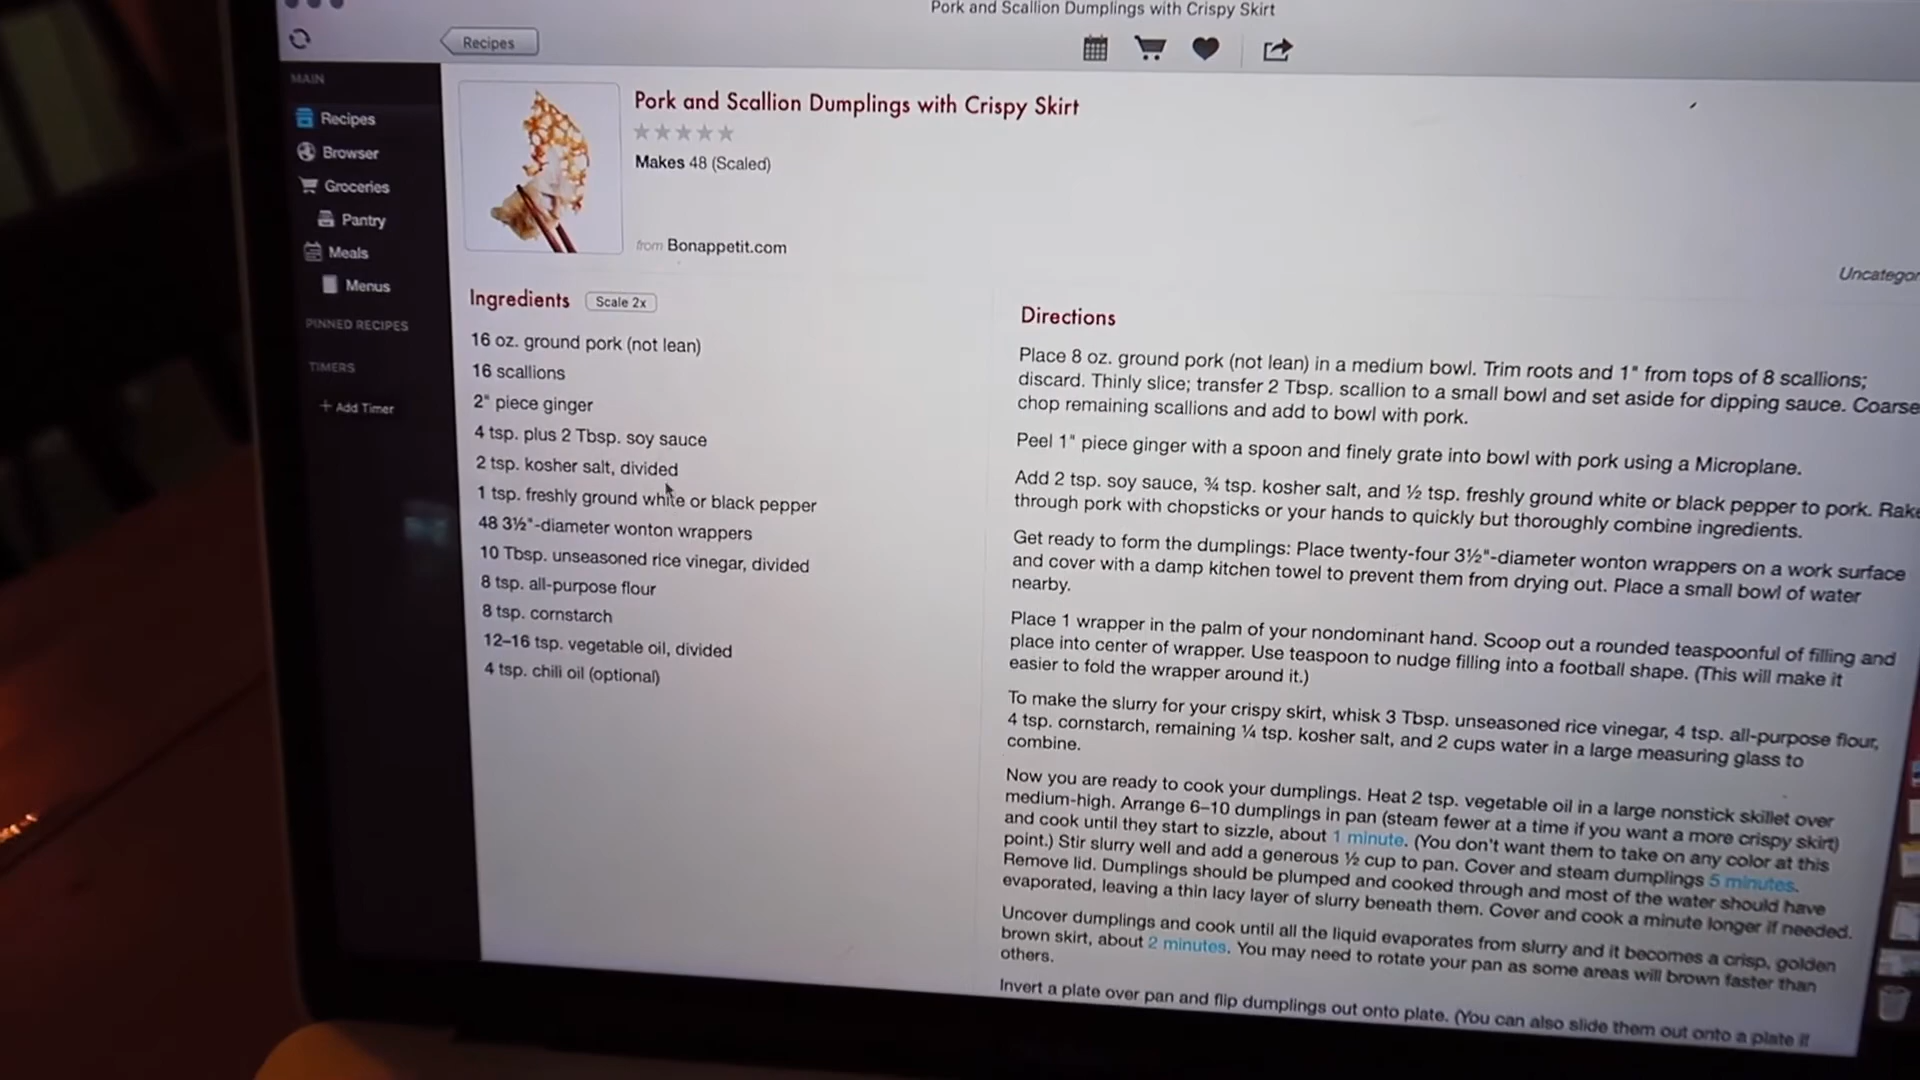 Pork and Scallion Dumplings with Crispy Skirt
Recipes
MAIN
Recipes
Browser
Groceries
Pantry
Meals
Menus
PINNED RECIPES
TIMERS
+ Add Timer
Pork and Scallion Dumplings with Crispy Skirt
Makes 48 (Scaled)
from Bonappetit.com
Uncategor
Ingredients
Scale 2x
16 oz. ground pork (not lean)
16 scallions
2" piece ginger
4 tsp. plus 2 Tbsp. soy sauce
2 tsp. kosher salt, divided
1 tsp. freshly ground white or black pepper
48 3½"-diameter wonton wrappers
10 Tbsp. unseasoned rice vinegar, divided
8 tsp. all-purpose flour
8 tsp. cornstarch
12–16 tsp. vegetable oil, divided
4 tsp. chili oil (optional)
Directions
Place 8 oz. ground pork (not lean) in a medium bowl. Trim roots and 1" from tops of 8 scallions;
discard. Thinly slice; transfer 2 Tbsp. scallion to a small bowl and set aside for dipping sauce. Coarse
chop remaining scallions and add to bowl with pork.
Peel 1" piece ginger with a spoon and finely grate into bowl with pork using a Microplane.
Add 2 tsp. soy sauce, ¾ tsp. kosher salt, and ½ tsp. freshly ground white or black pepper to pork. Rake
through pork with chopsticks or your hands to quickly but thoroughly combine ingredients.
Get ready to form the dumplings: Place twenty-four 3½"-diameter wonton wrappers on a work surface
and cover with a damp kitchen towel to prevent them from drying out. Place a small bowl of water
nearby.
Place 1 wrapper in the palm of your nondominant hand. Scoop out a rounded teaspoonful of filling and
place into center of wrapper. Use teaspoon to nudge filling into a football shape. (This will make it
easier to fold the wrapper around it.)
To make the slurry for your crispy skirt, whisk 3 Tbsp. unseasoned rice vinegar, 4 tsp. all-purpose flour,
4 tsp. cornstarch, remaining ¼ tsp. kosher salt, and 2 cups water in a large measuring glass to
combine.
Now you are ready to cook your dumplings. Heat 2 tsp. vegetable oil in a large nonstick skillet over
medium-high. Arrange 6–10 dumplings in pan (steam fewer at a time if you want a more crispy skirt)
and cook until they start to sizzle, about 1 minute. (You don't want them to take on any color at this
point.) Stir slurry well and add a generous ½ cup to pan. Cover and steam dumplings 5 minutes.
Remove lid. Dumplings should be plumped and cooked through and most of the water should have
evaporated, leaving a thin lacy layer of slurry beneath them. Cover and cook a minute longer if needed.
Uncover dumplings and cook until all the liquid evaporates from slurry and it becomes a crisp, golden
brown skirt, about 2 minutes. You may need to rotate your pan as some areas will brown faster than
others.
Invert a plate over pan and flip dumplings out onto plate. (You can also slide them out onto a plate if